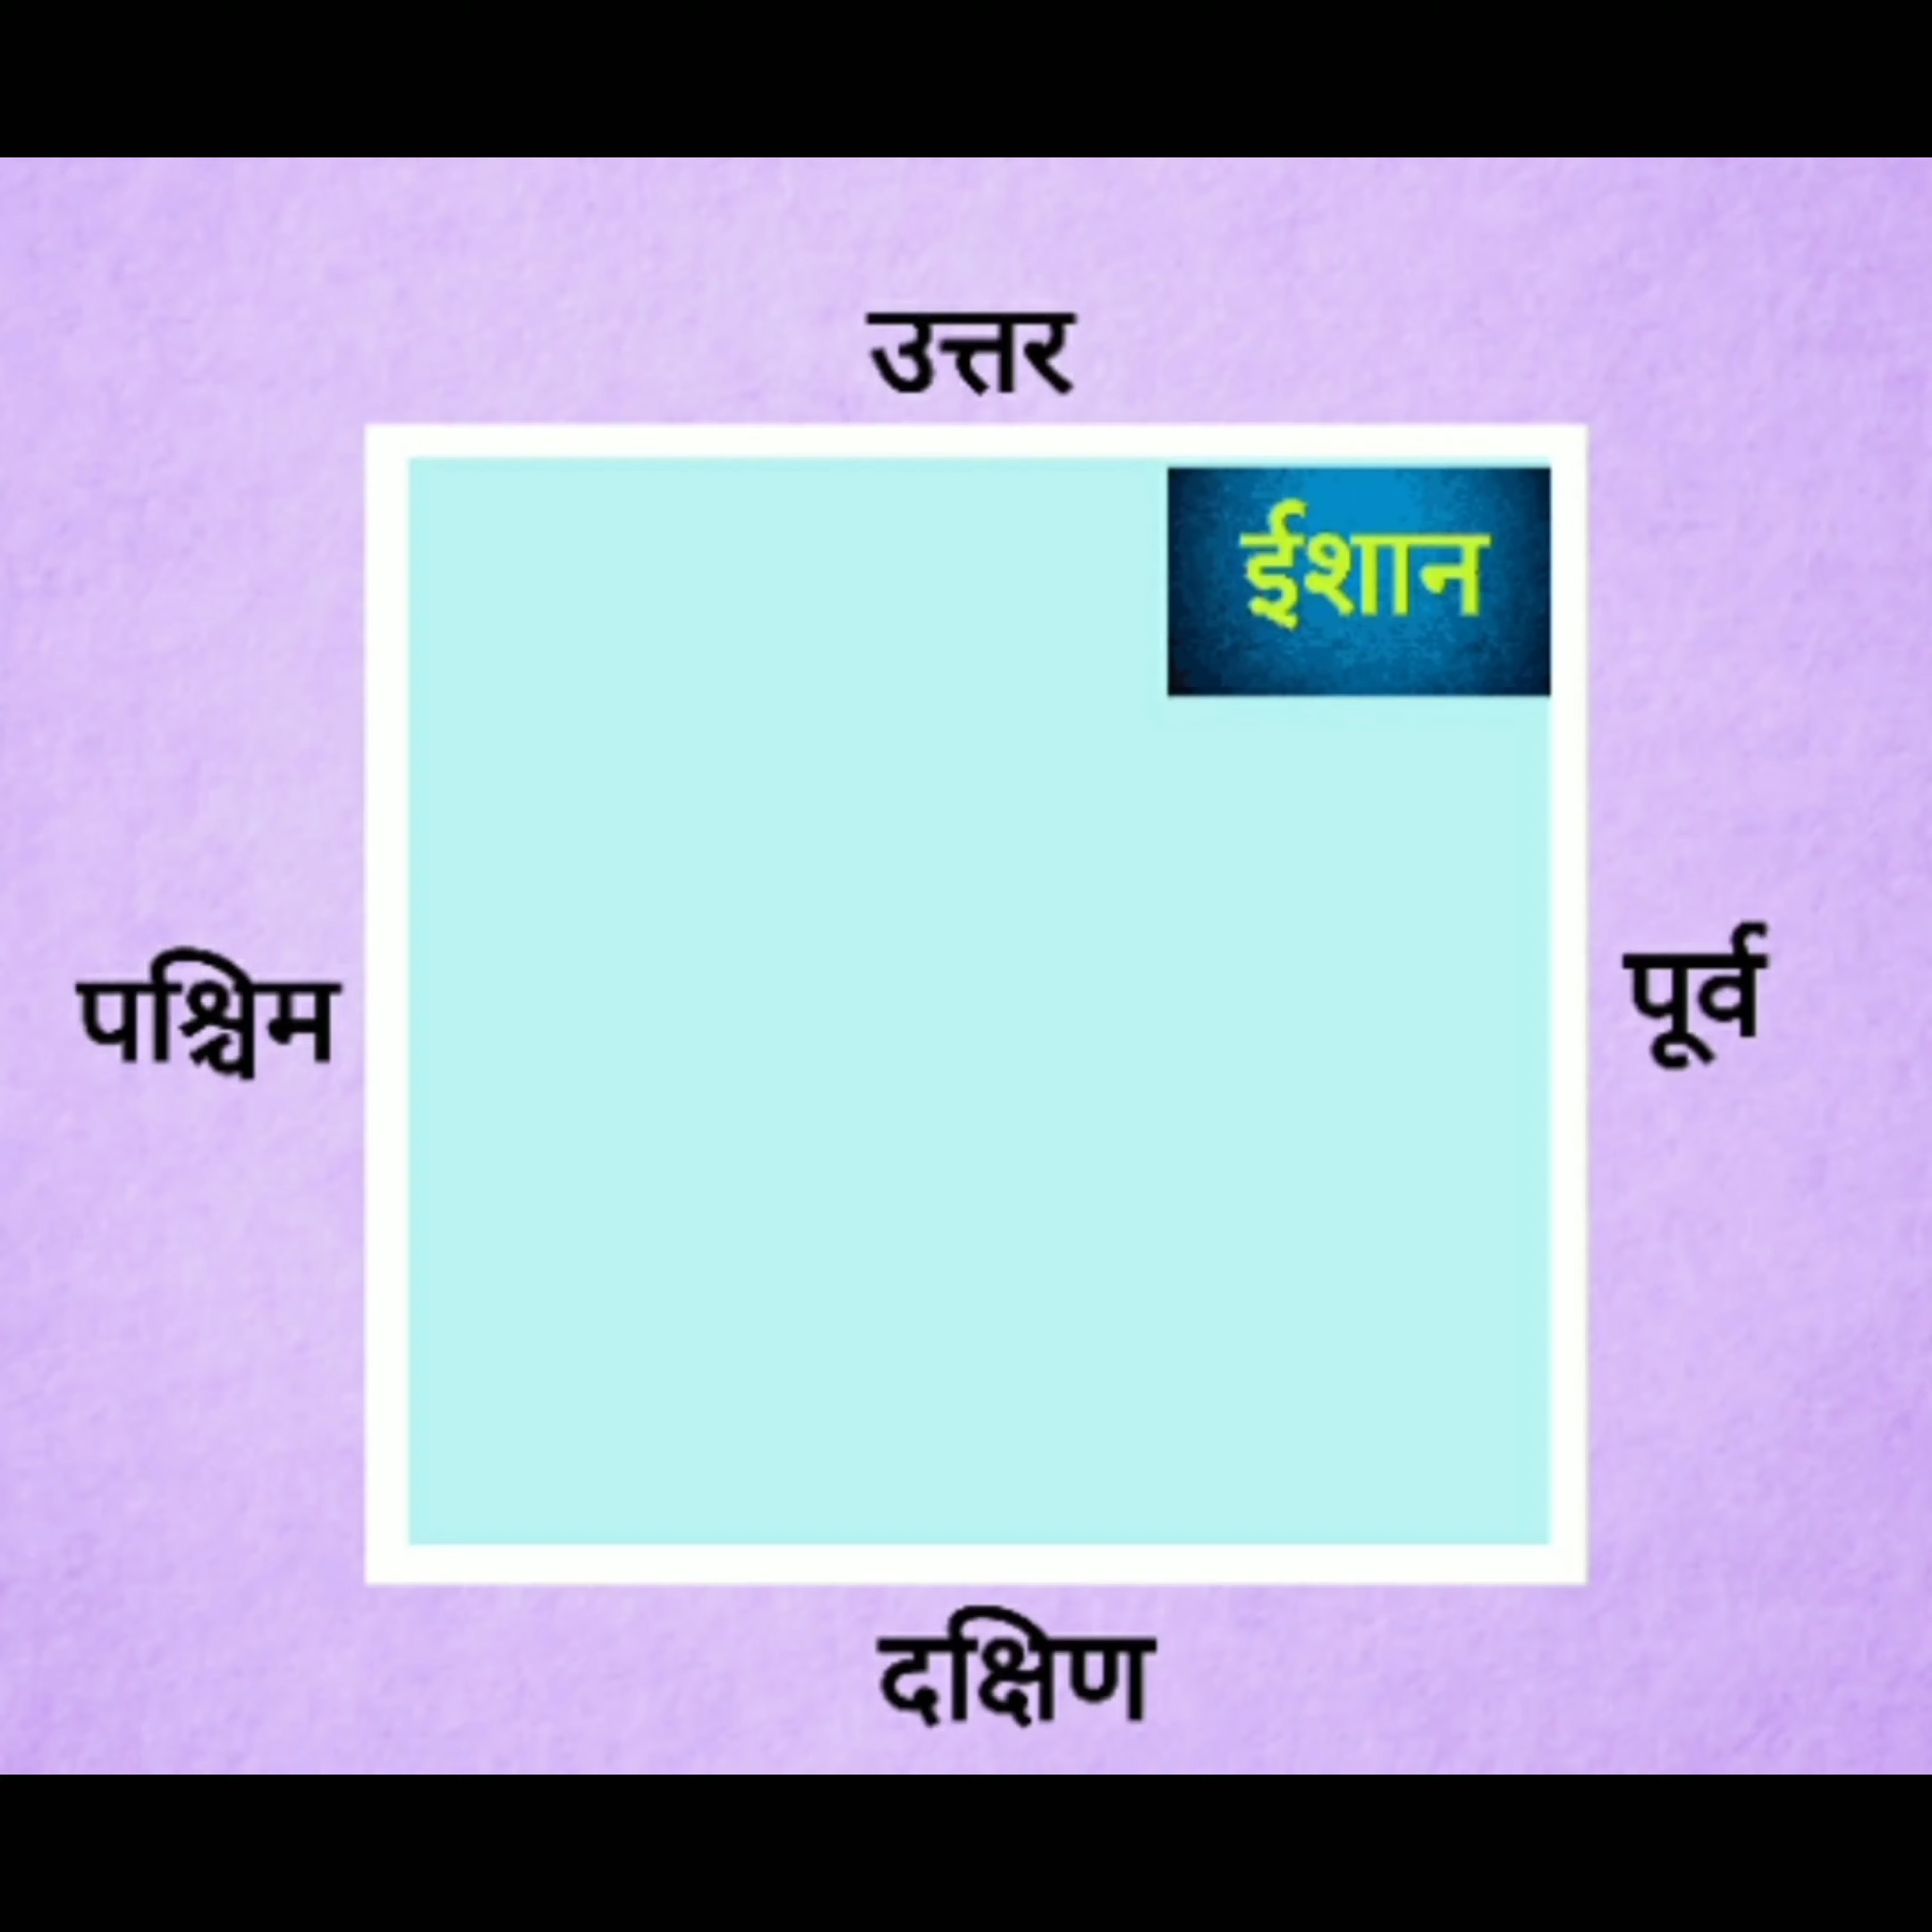 उत्तर
ईशान
पश्चिम
पूर्व
दक्षिण